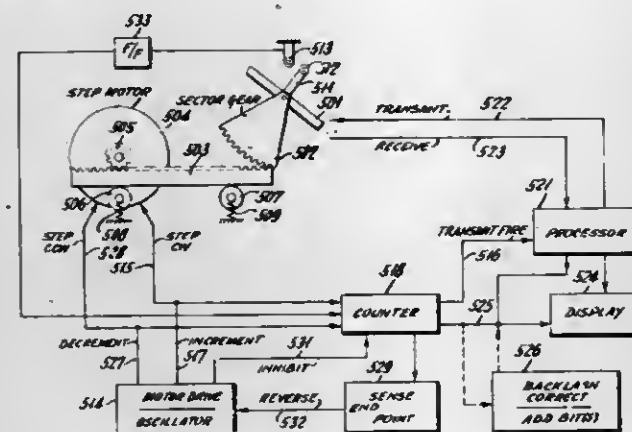 533
F/F
513
512
STEP MOTOR
504
SECTOR GEAR
511
501
TRANSMIT.
522
505
503
RECEIVE
523
502
506
507
521
STEP CCW
508
509
TRANSMIT FIRE
PROCESSOR
528
STEP CW
515
516
518
524
COUNTER
525
DISPLAY
DECREMENT
INCREMENT
531
526
527
517
INHIBIT
529
514
MOTOR DRIVE
OSCILLATOR
REVERSE
532
SENSE
END
POINT
BACKLASH
CORRECT
ADD BIT(S)